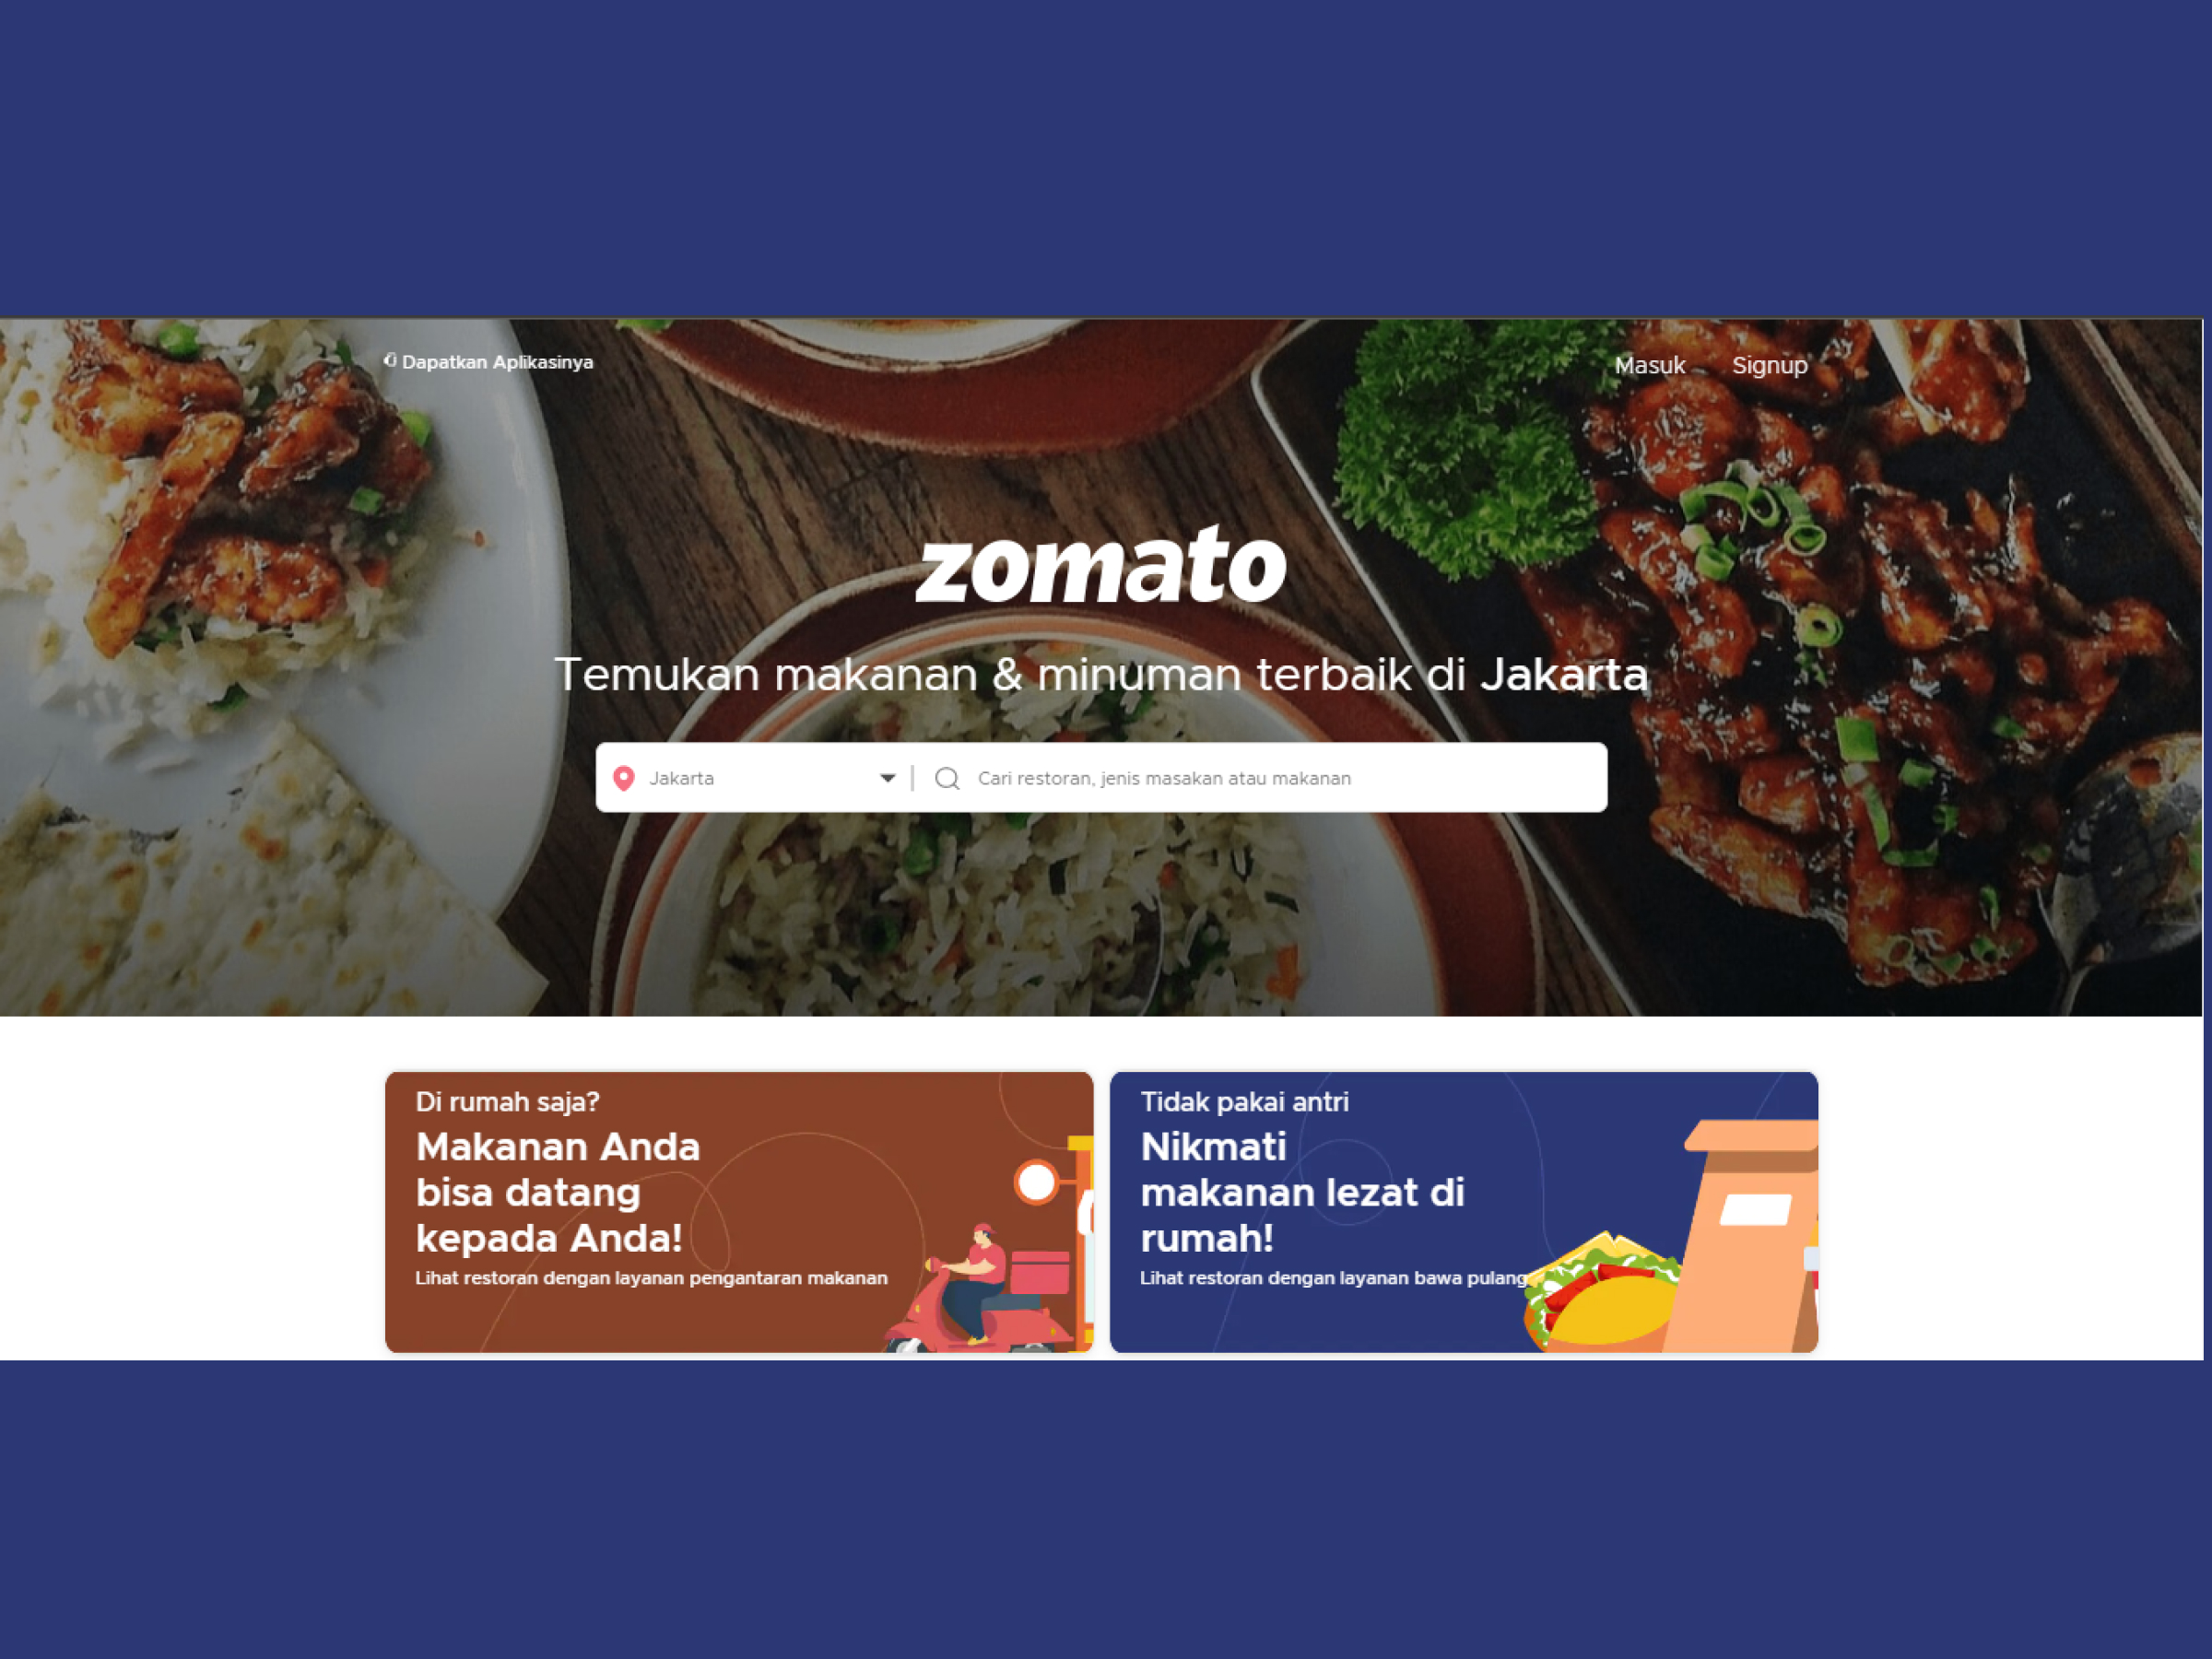 Dapatkan Aplikasinya
Masuk Signup
zomato
Temukan makanan & minuman terbaik di Jakarta
Jakarta
Cari restoran, jenis masakan atau makanan
Di rumah saja?
Makanan Anda
bisa datang
kepada Anda!
Lihat restoran dengan layanan pengantaran makanan
Tidak pakai antri
Nikmati
makanan lezat di
rumah!
Lihat restoran dengan layanan bawa pulang